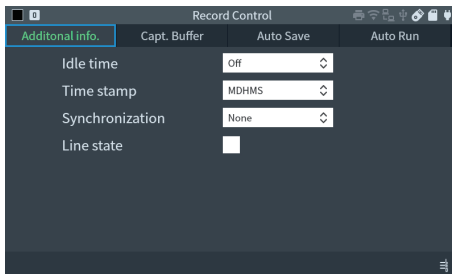 0 Record Control
Additonal info. Capt. Buffer Auto Save Auto Run
Idle time Off
Time stamp MDHMS
Synchronization None
Line state